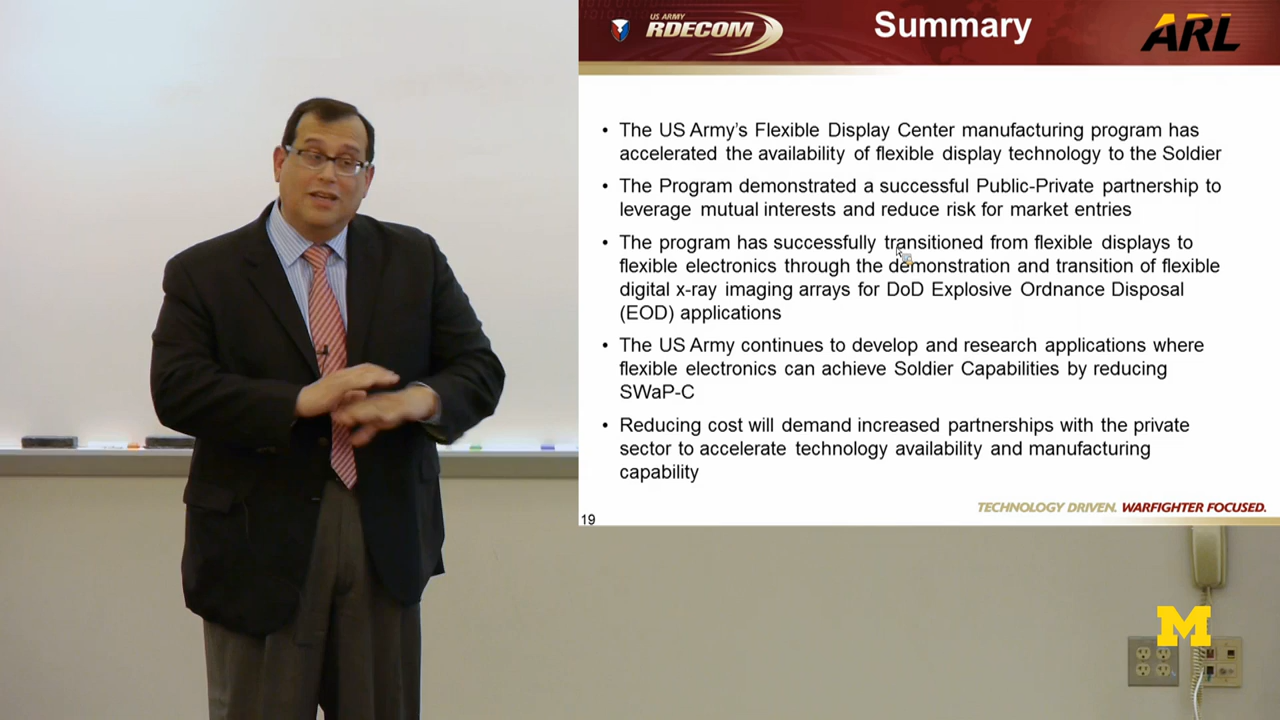 US ARMY
RDECOM
Summary
ARL
• The US Army's Flexible Display Center manufacturing program has
accelerated the availability of flexible display technology to the Soldier
• The Program demonstrated a successful Public-Private partnership to
leverage mutual interests and reduce risk for market entries
• The program has successfully transitioned from flexible displays to
flexible electronics through the demonstration and transition of flexible
digital x-ray imaging arrays for DoD Explosive Ordnance Disposal
(EOD) applications
• The US Army continues to develop and research applications where
flexible electronics can achieve Soldier Capabilities by reducing
SWaP-C
• Reducing cost will demand increased partnerships with the private
sector to accelerate technology availability and manufacturing
capability
TECHNOLOGY DRIVEN. WARFIGHTER FOCUSED.
19
M